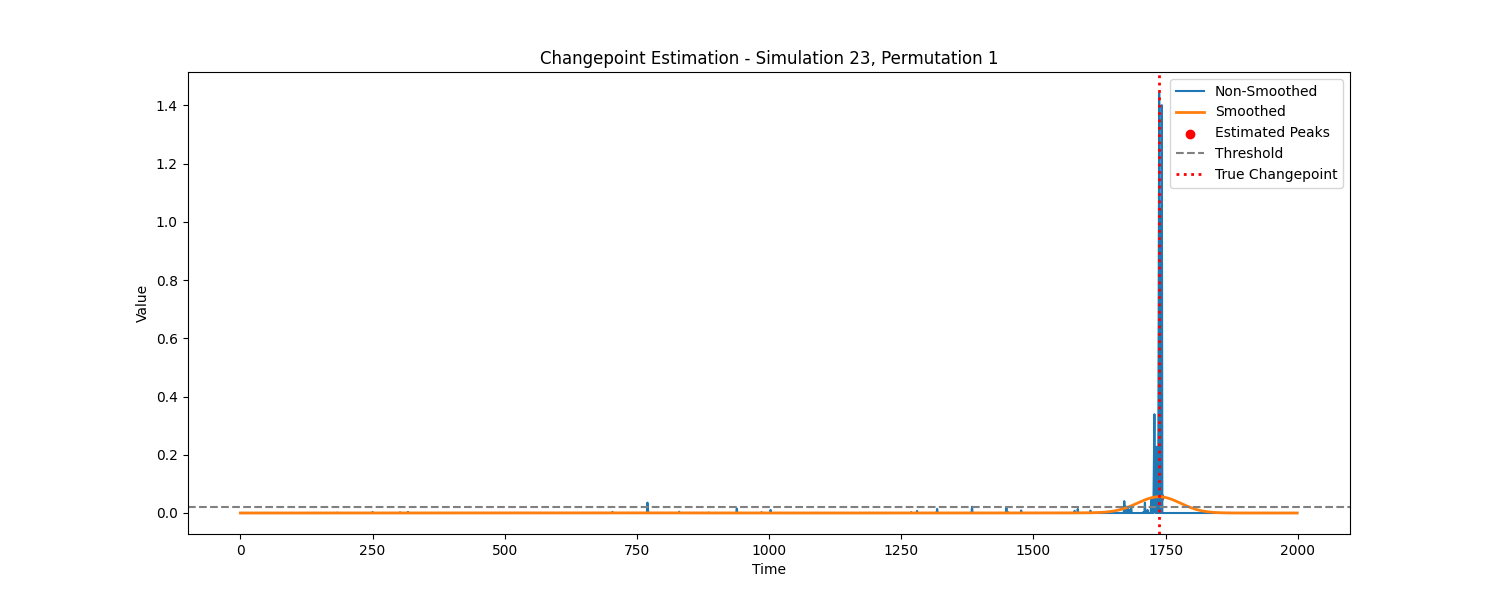 Changepoint Estimation - Simulation 23, Permutation 1
Non-Smoothed
Smoothed
Estimated Peaks
Threshold
True Changepoint
1.4
1.2
1.0
0.8
0.6
0.4
0.2
0.0
Value
0 250 500 750 1000 1250 1500 1750 2000
Time